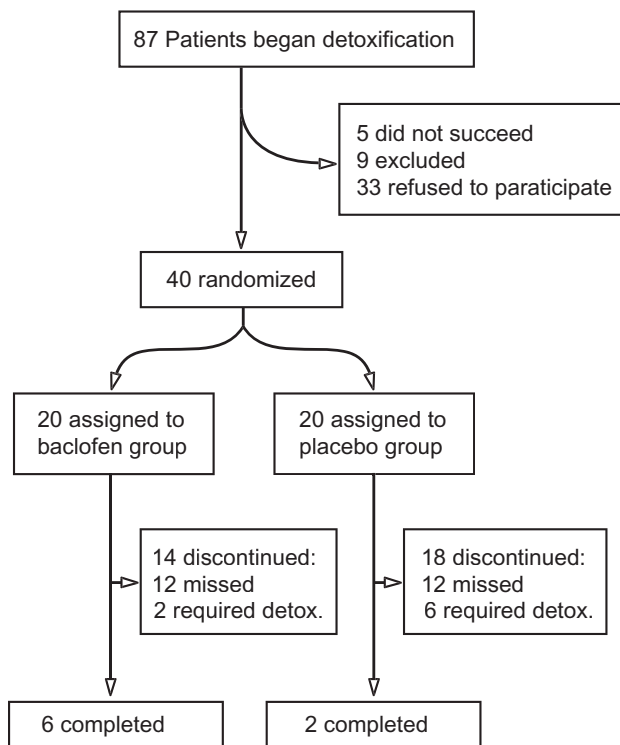 87 Patients began detoxification
5 did not succeed
9 excluded
33 refused to paraticipate
40 randomized
20 assigned to
baclofen group
20 assigned to
placebo group
14 discontinued:
12 missed
2 required detox.
18 discontinued:
12 missed
6 required detox.
6 completed
2 completed